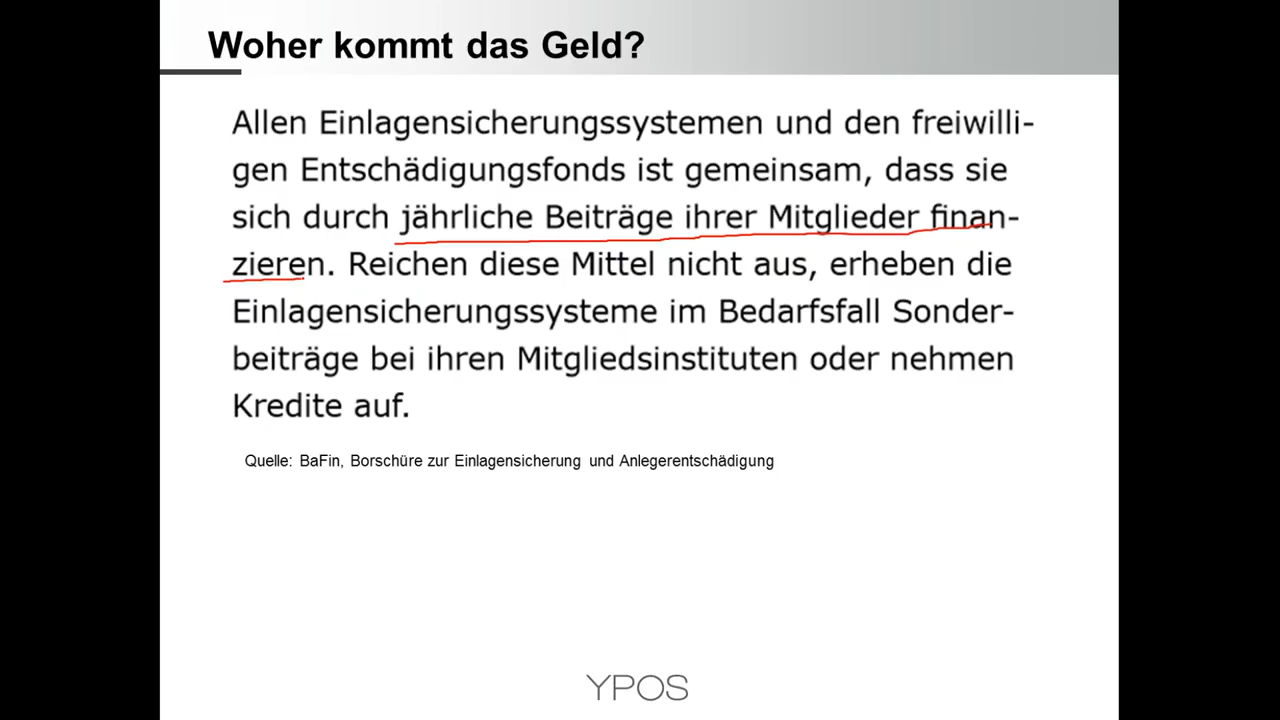 Woher kommt das Geld?
Allen Einlagensicherungssystemen und den freiwilli-
gen Entschädigungsfonds ist gemeinsam, dass sie
sich durch jährliche Beiträge ihrer Mitglieder finan-
zieren. Reichen diese Mittel nicht aus, erheben die
Einlagensicherungssysteme im Bedarfsfall Sonder-
beiträge bei ihren Mitgliedsinstituten oder nehmen
Kredite auf.
Quelle: BaFin, Borschüre zur Einlagensicherung und Anlegerentschädigung
YPOS